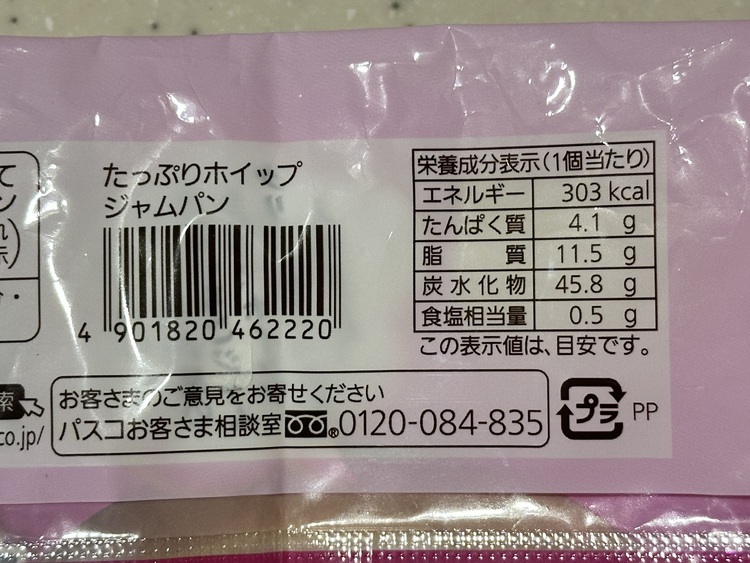 て
ン
れ
示)
たっぷりホイップ
ジャムパン
4 901820 462220
栄養成分表示(1個当たり)
エネルギー 303 kcal
たんぱく質 4.1 g
脂質 11.5 g
炭水化物 45.8 g
食塩相当量 0.5 g
この表示値は、目安です。
索
co.jp/
お客さまのご意見をお寄せください
パスコお客さま相談室 ® 0120-084-835
プラ PP